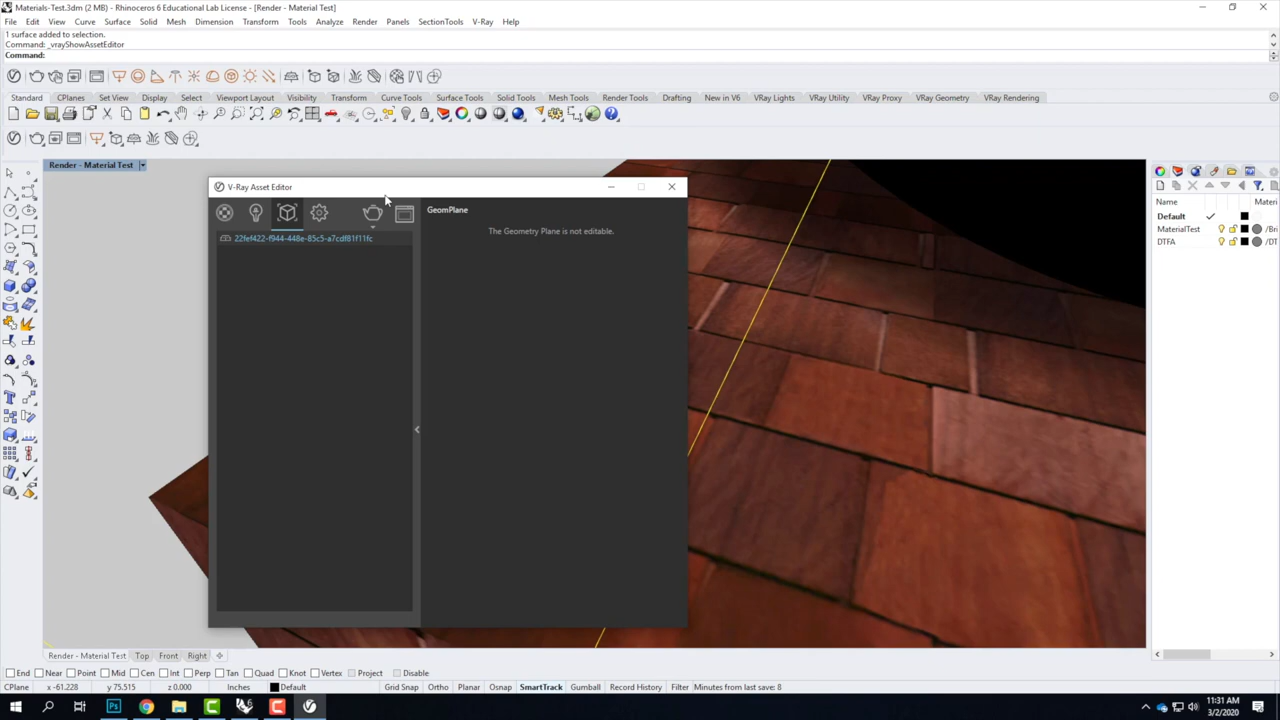 Materials-Test.3dm (2 MB) - Rhinoceros 6 Educational Lab License - [Render - Material Test]
File Edit View Curve Surface Solid Mesh Dimension Transform Tools Analyze Render Panels SectionTools V-Ray Help
1 surface added to selection.
Command: _vrayShowAssetEditor
Command:
Standard CPlanes Set View Display Select Viewport Layout Visibility Transform Curve Tools Surface Tools Solid Tools Mesh Tools Render Tools Drafting New in V6 VRay Lights VRay Utility VRay Proxy VRay Geometry VRay Rendering
Render - Material Test
V-Ray Asset Editor
GeomPlane
The Geometry Plane is not editable.
22fef422-f944-448e-85c5-a7cdf81f11fc
Name Materi
Default
MaterialTest /Bri
DTFA /DT
Render - Material Test Top Front Right
End Near Point Mid Cen Int Perp Tan Quad Knot Vertex Project Disable
CPlane x -61.228 y 75.515 z 0.000 Inches Default Grid Snap Ortho Planar Osnap SmartTrack Gumball Record History Filter Minutes from last save: 8
11:31 AM
3/2/2020